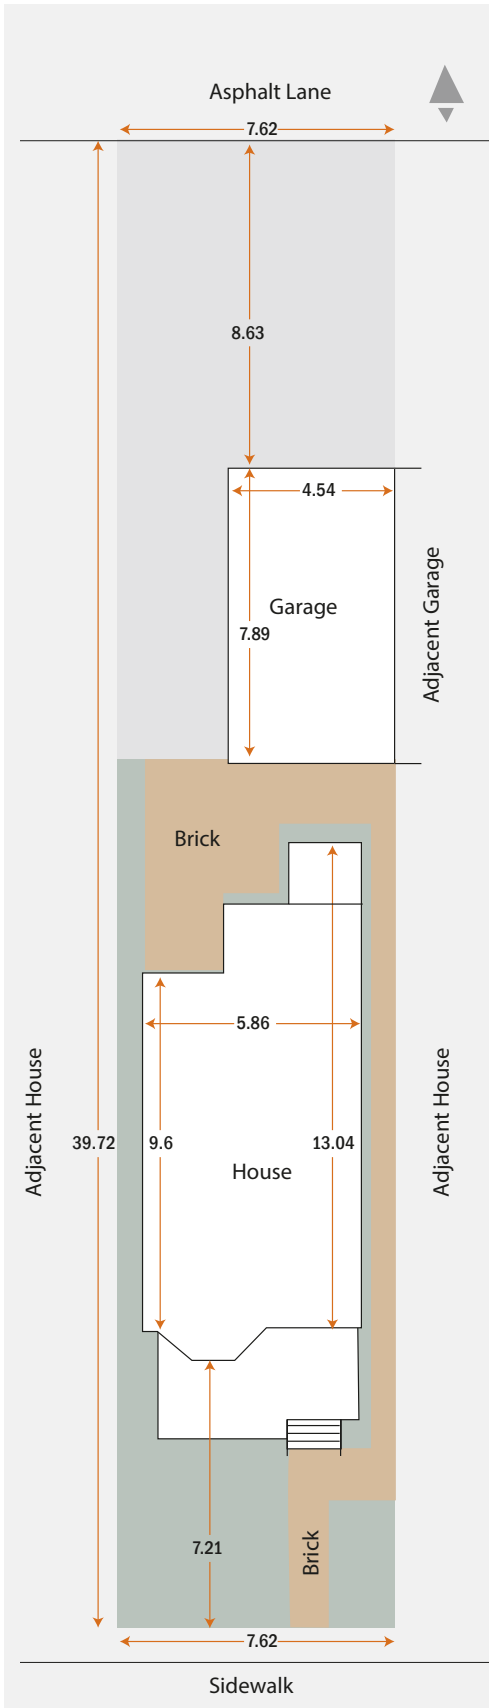 Asphalt Lane
7.62
8.63
4.54
Garage
7.89
Adjacent Garage
Brick
5.86
Adjacent House
39.72
9.6
13.04
Adjacent House
House
7.21
Brick
7.62
Sidewalk